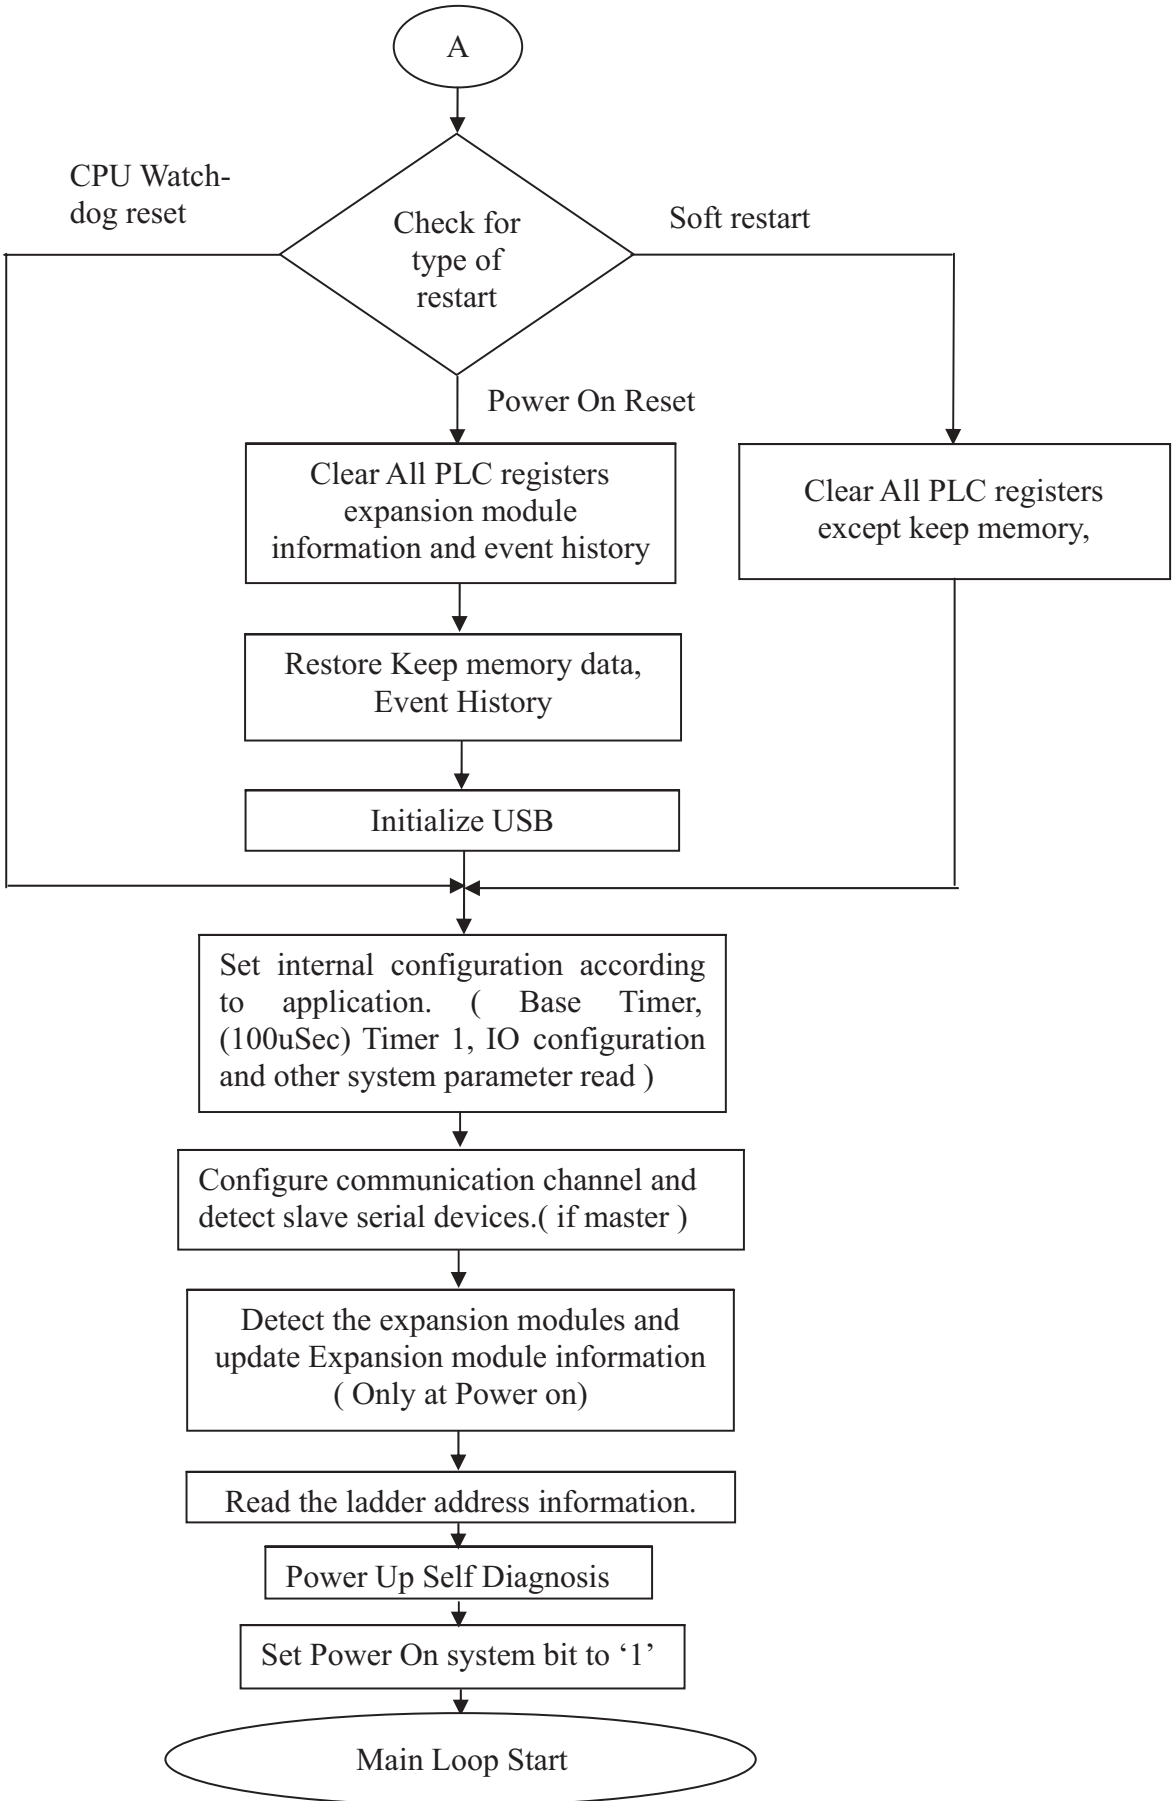 A
CPU Watch-
dog reset
Check for
type of
restart
Soft restart
Power On Reset
Clear All PLC registers
expansion module
information and event history
Clear All PLC registers
except keep memory,
Restore Keep memory data,
Event History
Initialize USB
Set internal configuration according
to application. ( Base Timer,
(100uSec) Timer 1, IO configuration
and other system parameter read )
Configure communication channel and
detect slave serial devices.( if master )
Detect the expansion modules and
update Expansion module information
( Only at Power on)
Read the ladder address information.
Power Up Self Diagnosis
Set Power On system bit to ‘1’
Main Loop Start